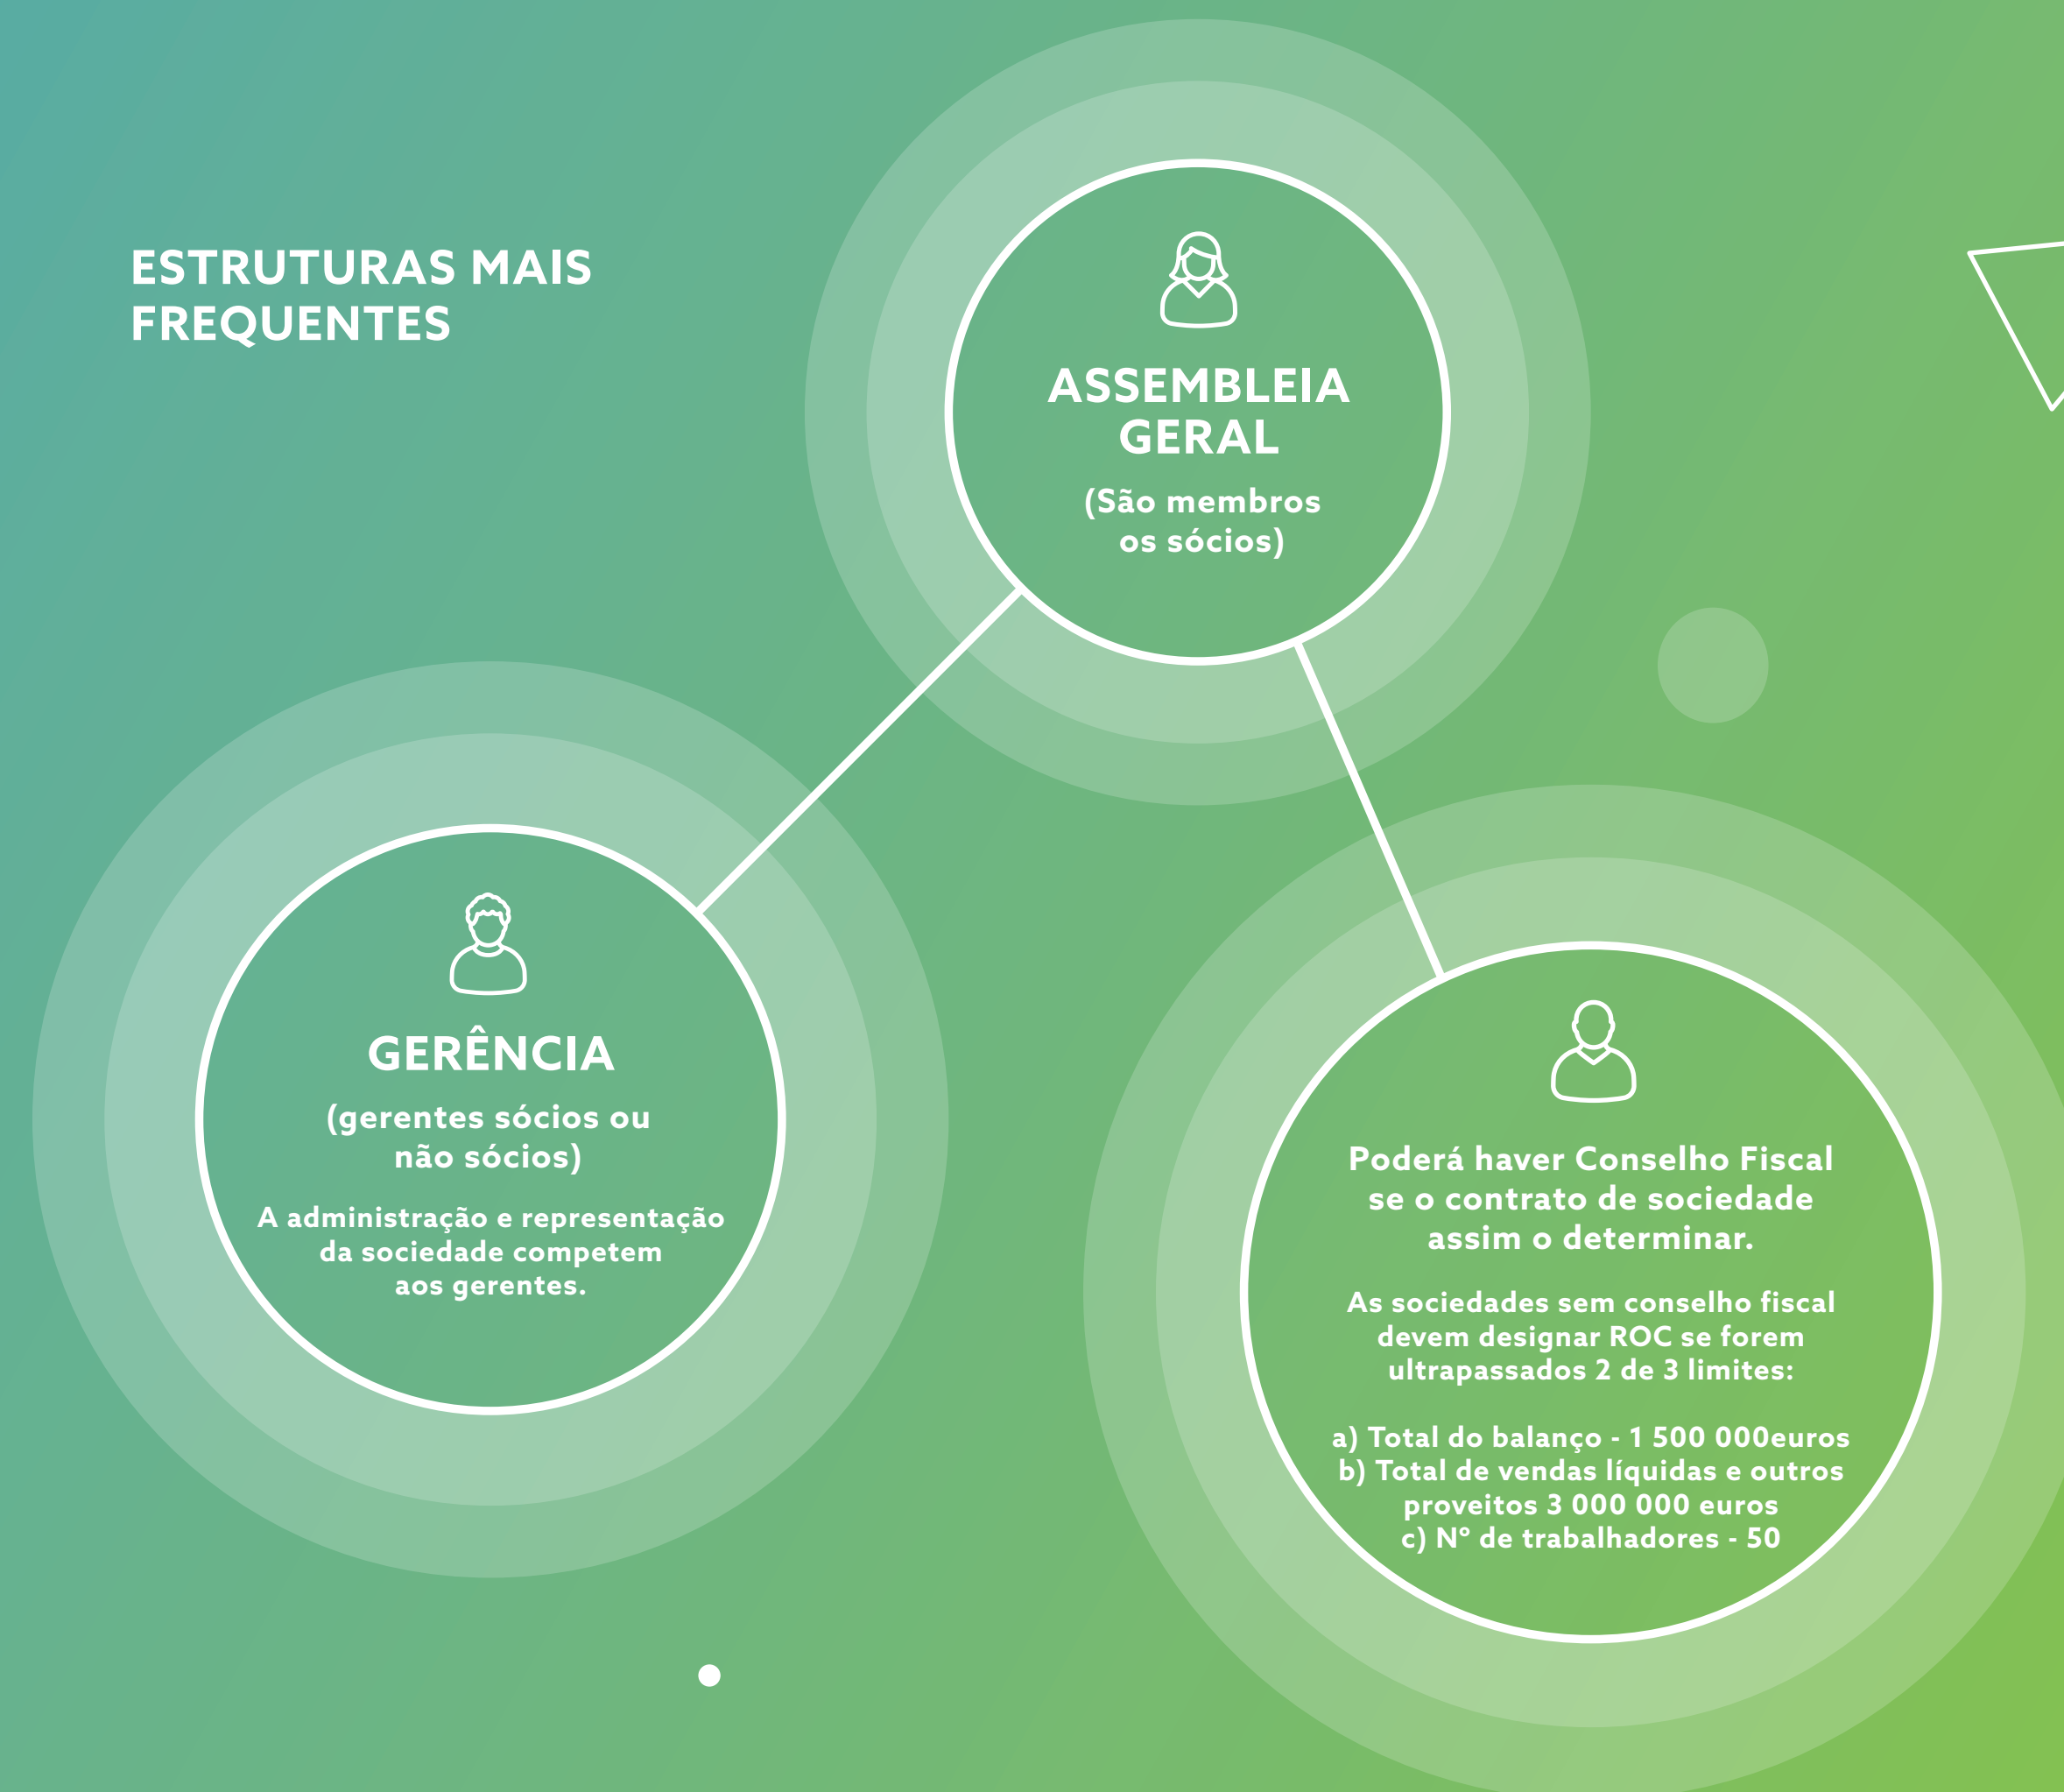 ESTRUTURAS MAIS
FREQUENTES
ASSEMBLEIA
GERAL
(São membros
os sócios)
GERÊNCIA
(gerentes sócios ou
não sócios)
A administração e representação
da sociedade competem
aos gerentes.
Poderá haver Conselho Fiscal
se o contrato de sociedade
assim o determinar.
As sociedades sem conselho fiscal
devem designar ROC se forem
ultrapassados 2 de 3 limites:
a) Total do balanço - 1 500 000euros
b) Total de vendas líquidas e outros
proveitos 3 000 000 euros
c) Nº de trabalhadores - 50